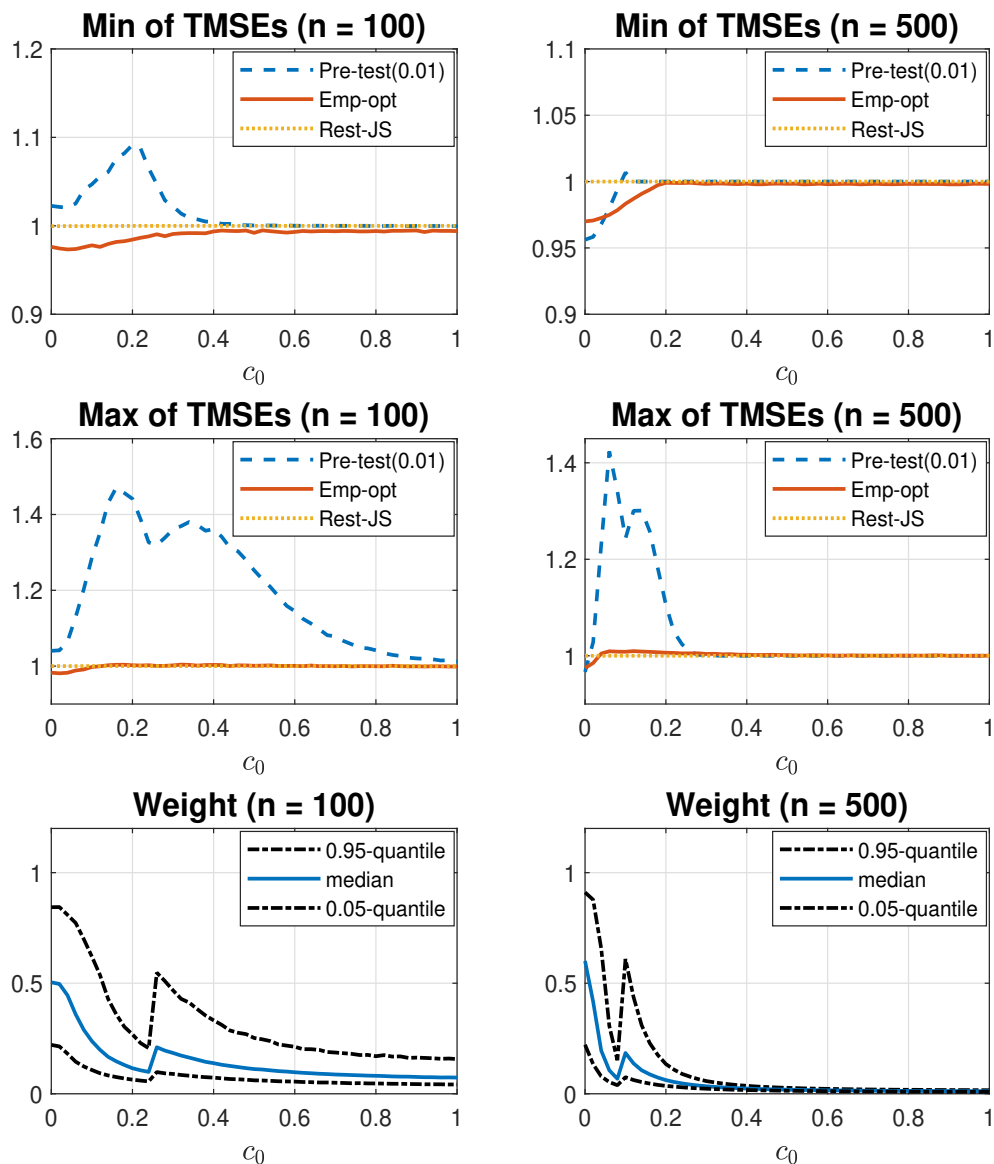 Min of TMSEs (n = 100)
1.2
1.1
1
0.9
Pre-test(0.01)
Emp-opt
Rest-JS
0 0.2 0.4 0.6 0.8 1
c₀
Min of TMSEs (n = 500)
1.1
1.05
1
0.95
0.9
Pre-test(0.01)
Emp-opt
Rest-JS
0 0.2 0.4 0.6 0.8 1
c₀
Max of TMSEs (n = 100)
1.6
1.4
1.2
1
Pre-test(0.01)
Emp-opt
Rest-JS
0 0.2 0.4 0.6 0.8 1
c₀
Max of TMSEs (n = 500)
1.4
1.2
1
Pre-test(0.01)
Emp-opt
Rest-JS
0 0.2 0.4 0.6 0.8 1
c₀
Weight (n = 100)
1
0.5
0
0.95-quantile
median
0.05-quantile
0 0.2 0.4 0.6 0.8 1
c₀
Weight (n = 500)
1
0.5
0
0.95-quantile
median
0.05-quantile
0 0.2 0.4 0.6 0.8 1
c₀